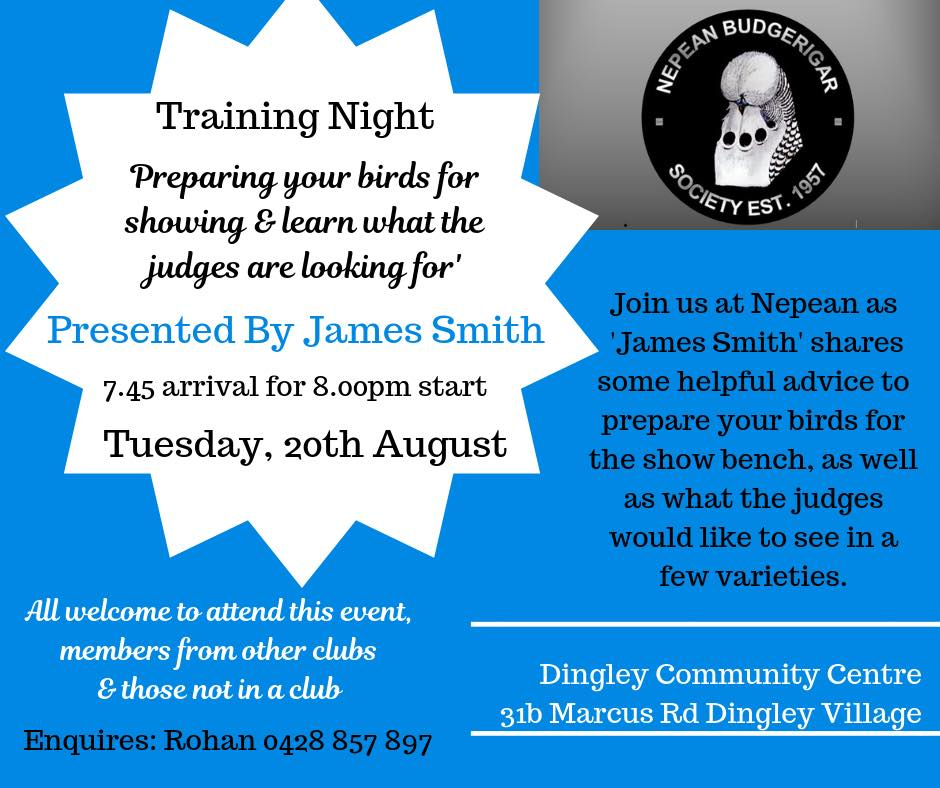 NEPEAN BUDGERIGAR
SOCIETY EST. 1957
Training Night
'Preparing your birds for
showing & learn what the
judges are looking for'
Presented By James Smith
7.45 arrival for 8.00pm start
Tuesday, 20th August
Join us at Nepean as
'James Smith' shares
some helpful advice to
prepare your birds for
the show bench, as well
as what the judges
would like to see in a
few varieties.
All welcome to attend this event,
members from other clubs
& those not in a club
Enquires: Rohan 0428 857 897
Dingley Community Centre
31b Marcus Rd Dingley Village